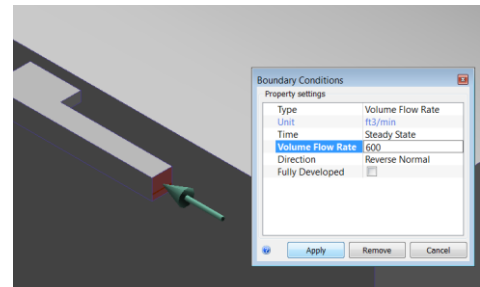 Boundary Conditions
Property settings
Type Volume Flow Rate
Unit ft3/min
Time Steady State
Volume Flow Rate 600
Direction Reverse Normal
Fully Developed
Apply Remove Cancel